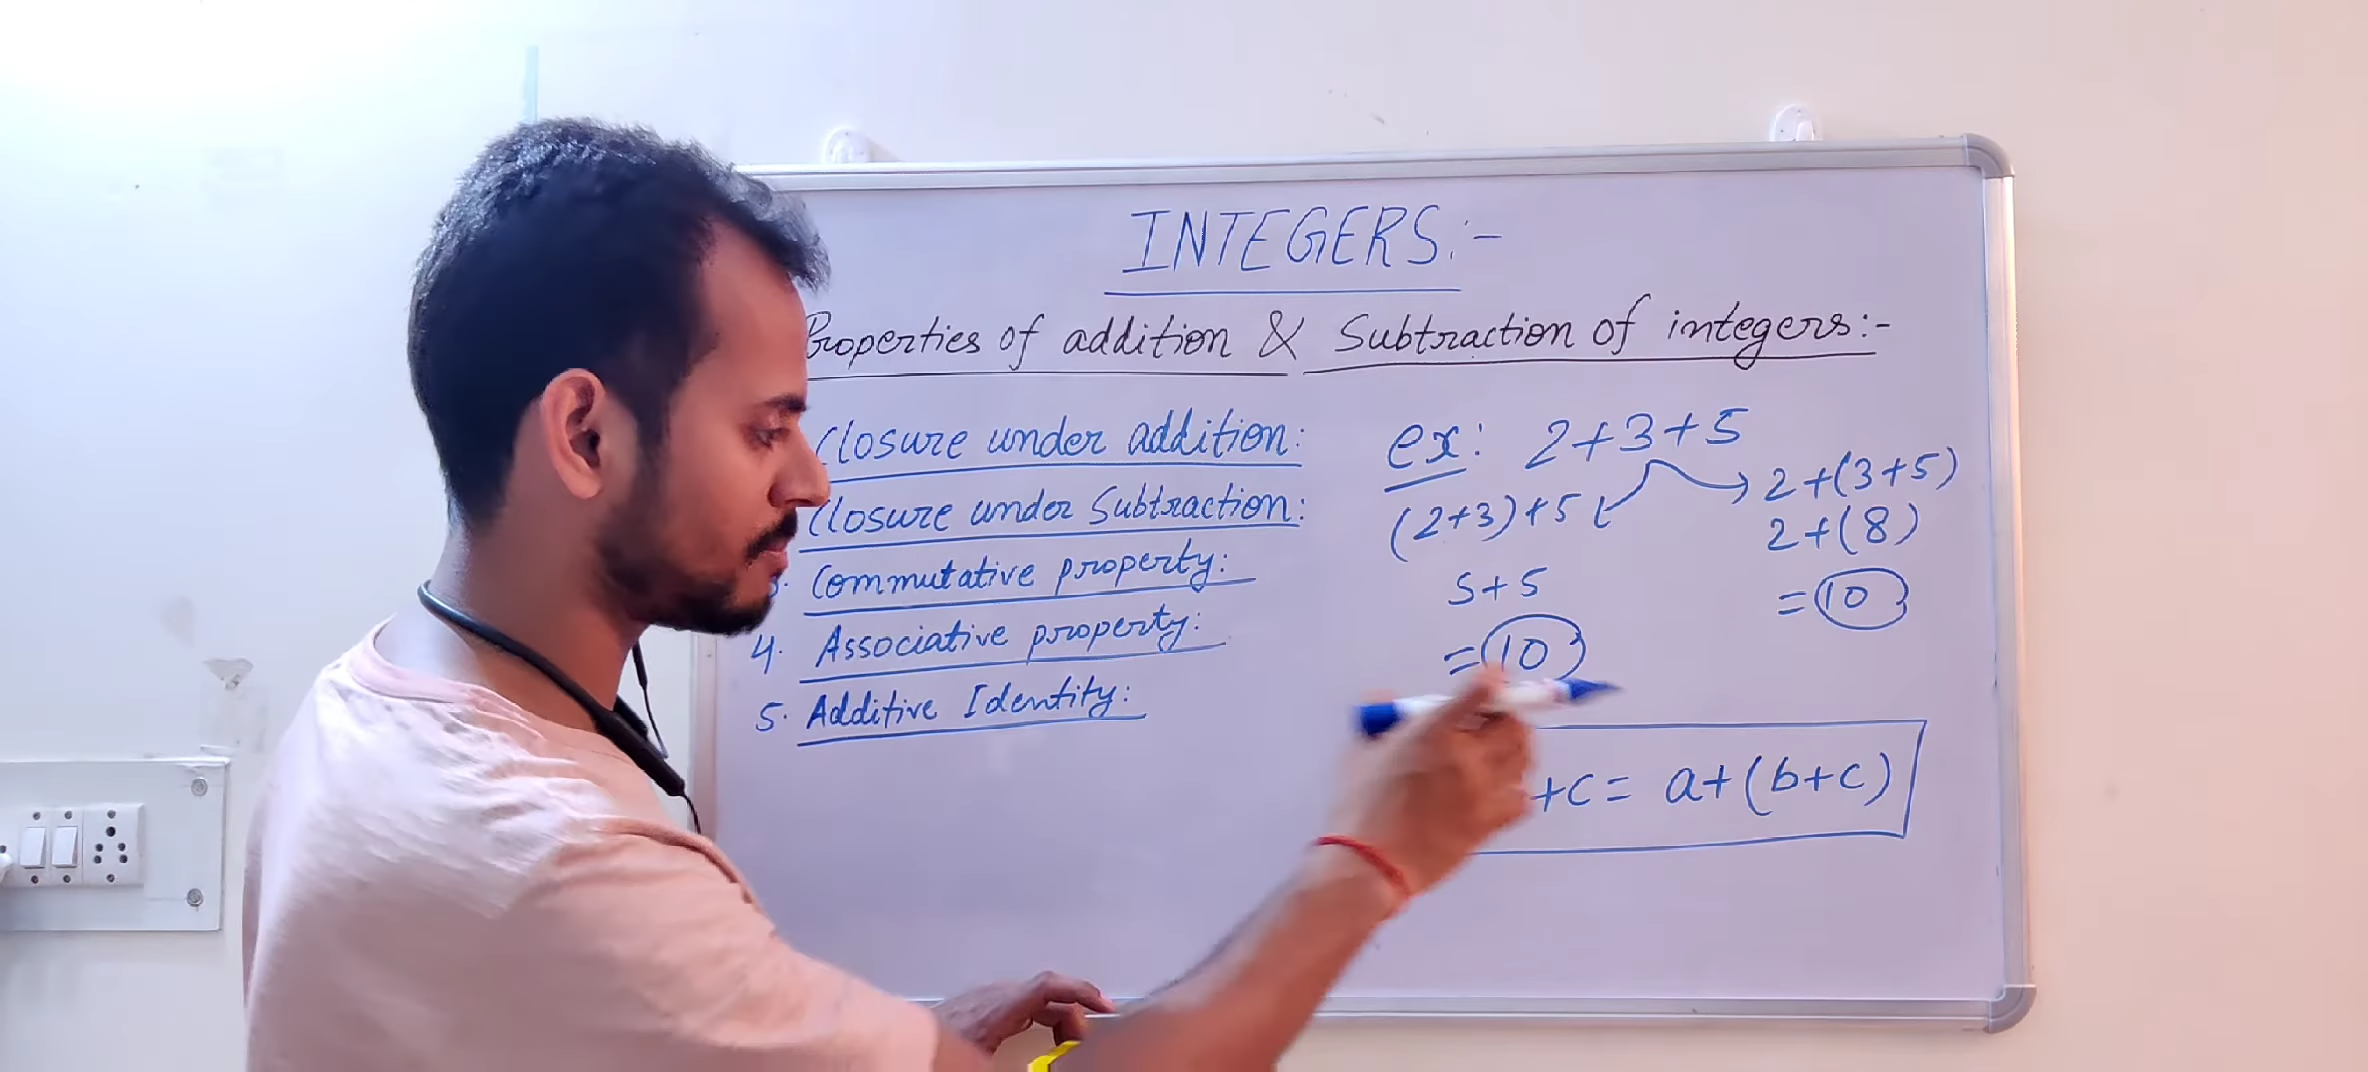 INTEGERS:-
Properties of addition & Subtraction of integers:-
Closure under addition:
Closure under Subtraction:
3. Commutative property:
4. Associative property:
5. Additive Identity:
ex: 2+3+5
(2+3)+5
5+5
=10
2+(3+5)
2+(8)
=10
+c= a+(b+c)